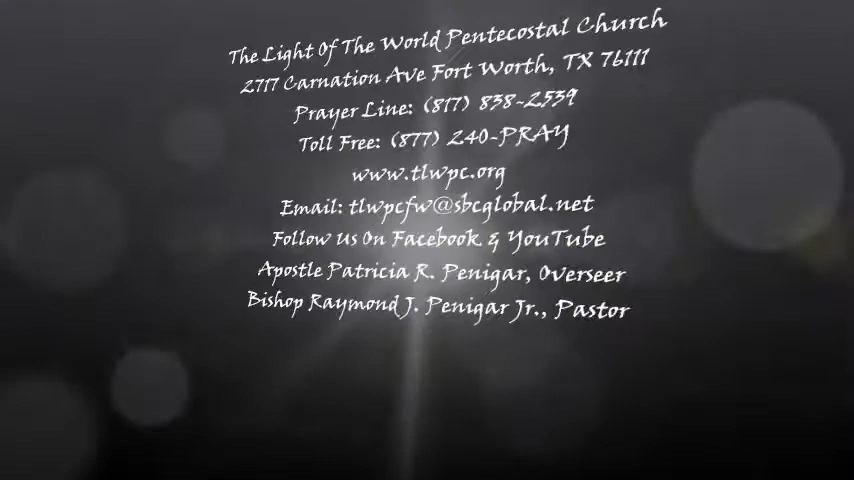 The Light Of The World Pentecostal Church
2717 Carnation Ave Fort Worth, TX 76111
Prayer Line: (817) 838-2539
Toll Free: (877) 240-PRAY
www.tlwpc.org
Email: tlwpcfw@sbcglobal.net
Follow Us On Facebook & YouTube
Apostle Patricia R. Penigar, Overseer
Bishop Raymond J. Penigar Jr., Pastor